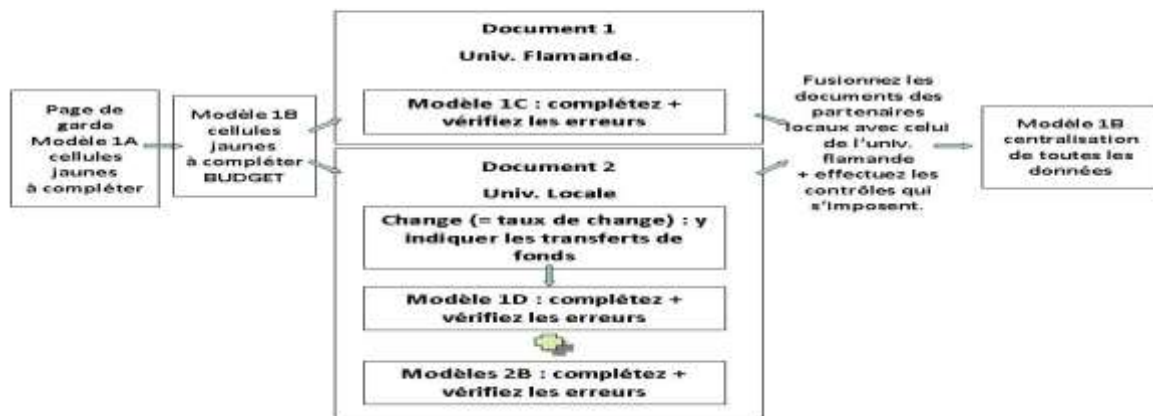 Page de
garde
Modèle 1A
cellules
jaunes
à compléter
Modèle 1B
cellules
jaunes
à compléter
BUDGET
Document 1
Univ. Flamande.
Modèle 1C : complétez +
vérifiez les erreurs
Document 2
Univ. Locale
Change (= taux de change) : y
indiquer les transferts de
fonds
Modèle 1D : complétez +
vérifiez les erreurs
Modèles 2B : complétez +
vérifiez les erreurs
Fusionnez les
documents des
partenaires
locaux avec celui
de l'univ.
flamande
+ effectuez les
contrôles qui
s'imposent.
Modèle 1B
centralisation
de toutes les
données